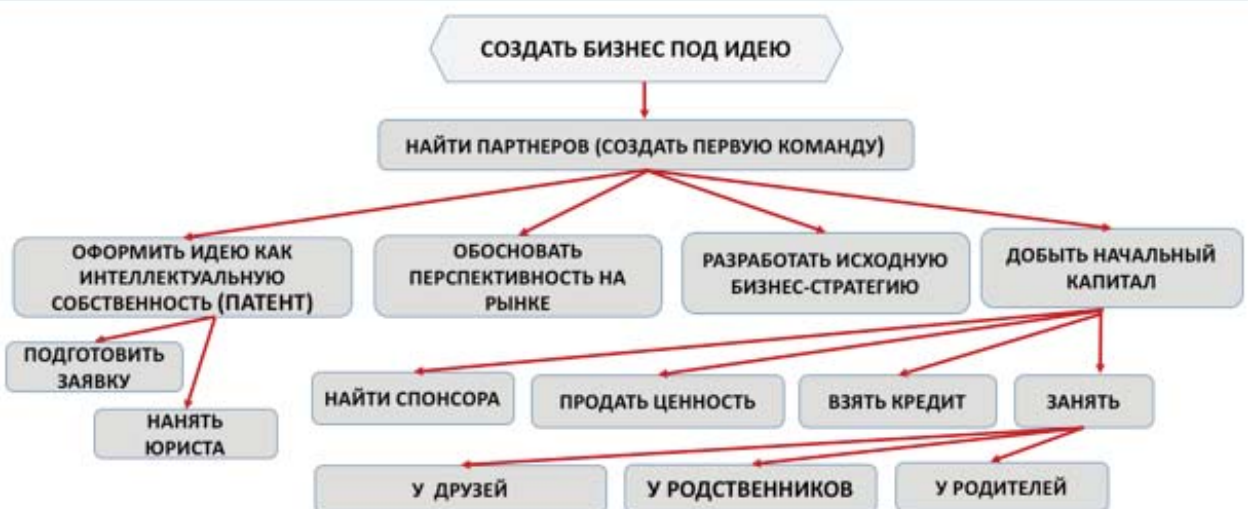 СОЗДАТЬ БИЗНЕС ПОД ИДЕЮ
НАЙТИ ПАРТНЕРОВ (СОЗДАТЬ ПЕРВУЮ КОМАНДУ)
ОФОРМИТЬ ИДЕЮ КАК
ИНТЕЛЛЕКТУАЛЬНУЮ
СОБСТВЕННОСТЬ (ПАТЕНТ)
ОБОСНОВАТЬ
ПЕРСПЕКТИВНОСТЬ НА
РЫНКЕ
РАЗРАБОТАТЬ ИСХОДНУЮ
БИЗНЕС-СТРАТЕГИЮ
ДОБЫТЬ НАЧАЛЬНЫЙ
КАПИТАЛ
ПОДГОТОВИТЬ
ЗАЯВКУ
НАНЯТЬ
ЮРИСТА
НАЙТИ СПОНСОРА
ПРОДАТЬ ЦЕННОСТЬ
ВЗЯТЬ КРЕДИТ
ЗАНЯТЬ
У ДРУЗЕЙ
У РОДСТВЕННИКОВ
У РОДИТЕЛЕЙ